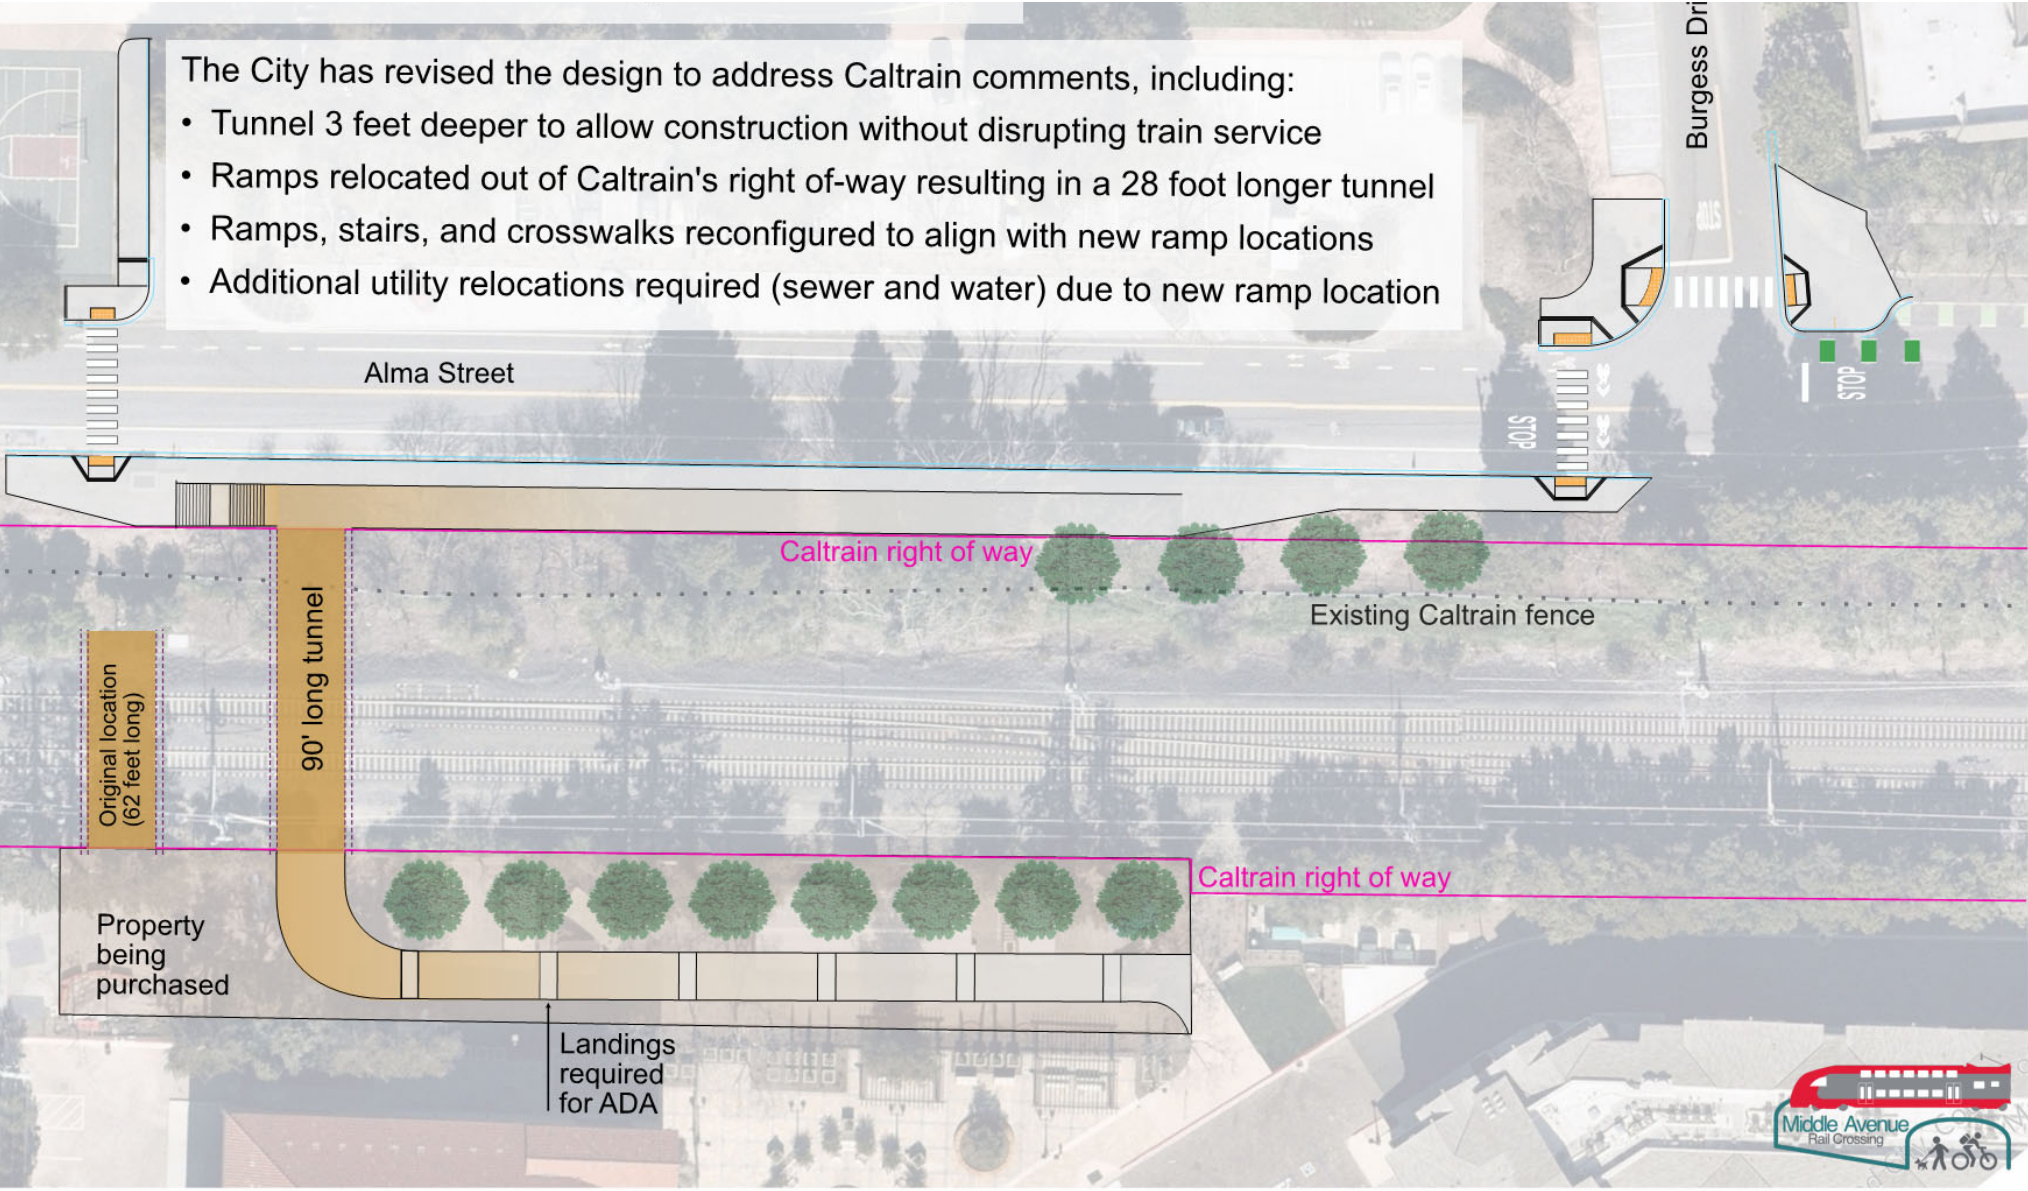 Burgess Dri
The City has revised the design to address Caltrain comments, including:
• Tunnel 3 feet deeper to allow construction without disrupting train service
• Ramps relocated out of Caltrain's right of-way resulting in a 28 foot longer tunnel
• Ramps, stairs, and crosswalks reconfigured to align with new ramp locations
• Additional utility relocations required (sewer and water) due to new ramp location
STOP
Alma Street
STOP
STOP
Caltrain right of way
Existing Caltrain fence
90' long tunnel
Original location
(62 feet long)
Caltrain right of way
Property
being
purchased
Landings
required
for ADA
Middle Avenue
Rail Crossing